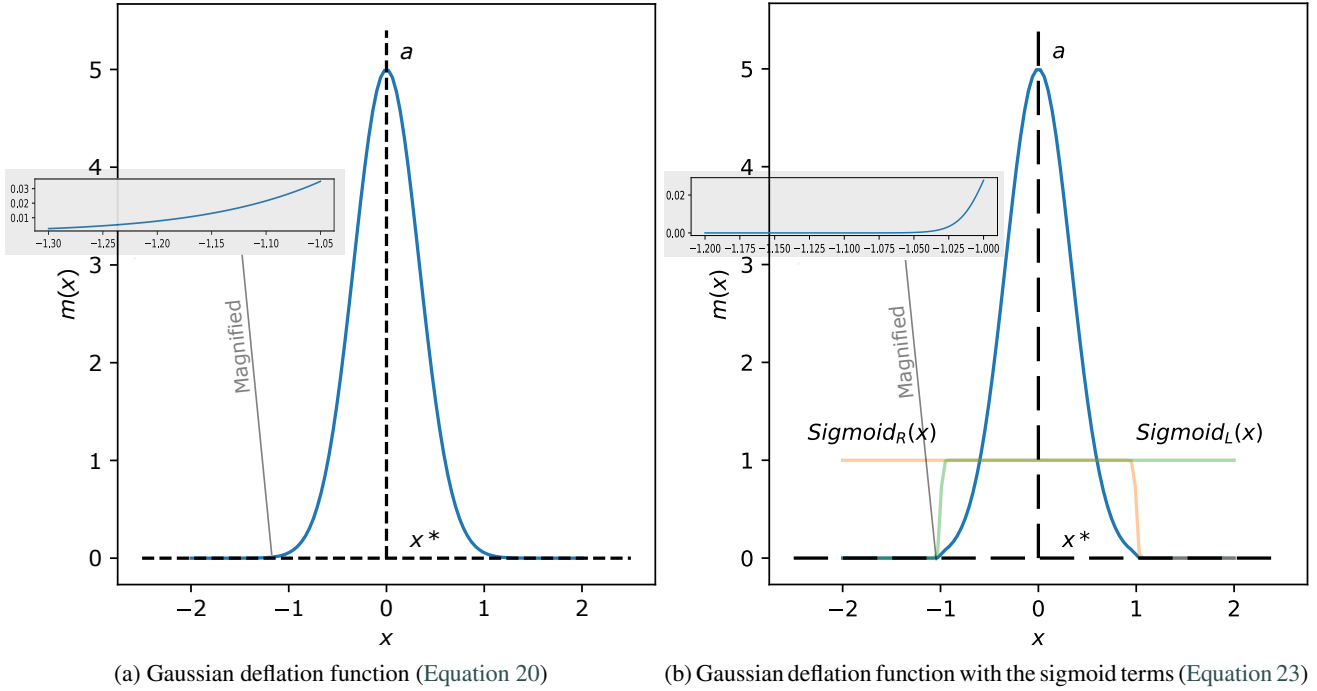 a
5
4
0.03
0.01
−1.30 −1.25 −1.20 −1.15 −1.10 −1.05
3
m(x)
Magnified
2
1
x*
0
−2 −1 0 1 2
x
(a) Gaussian deflation function (Equation 20)
a
5
4
0.02
0.00
−1.200 −1.175 −1.150 −1.125 −1.100 −1.075 −1.050 −1.025 −1.000
3
m(x)
Magnified
2
Sigmoid_R(x) Sigmoid_L(x)
1
x*
0
−2 −1 0 1 2
x
(b) Gaussian deflation function with the sigmoid terms (Equation 23)